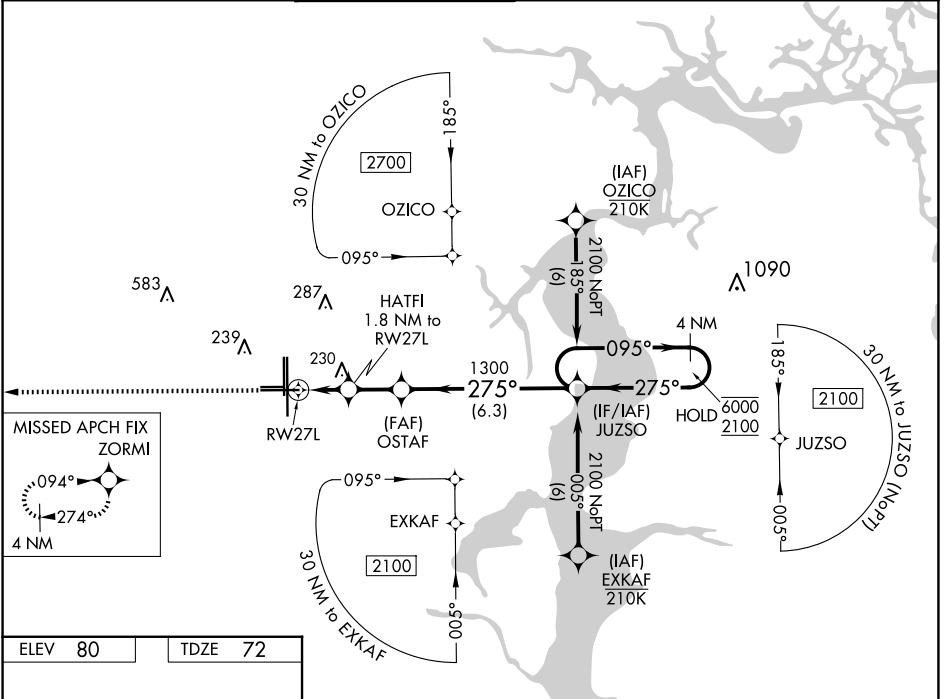 30 NM to OZICO
185°
2700
OZICO
095°
(IAF)
OZICO
210K
2100 NoPT
185°
(6)
1090
583
287
HATFI
1.8 NM to
RW27L
239
230
4 NM
095°
1300
275°
(6.3)
275°
HOLD
6000
2100
(IF/IAF)
JUZSO
RW27L
(FAF)
OSTAF
185°
30 NM to JUZSO (NoPT)
2100
JUZSO
005°
MISSED APCH FIX
ZORMI
094°
274°
4 NM
095°
EXKAF
2100
30 NM to EXKAF
005°
2100 NoPT
005°
(6)
(IAF)
EXKAF
210K
ELEV 80
TDZE 72